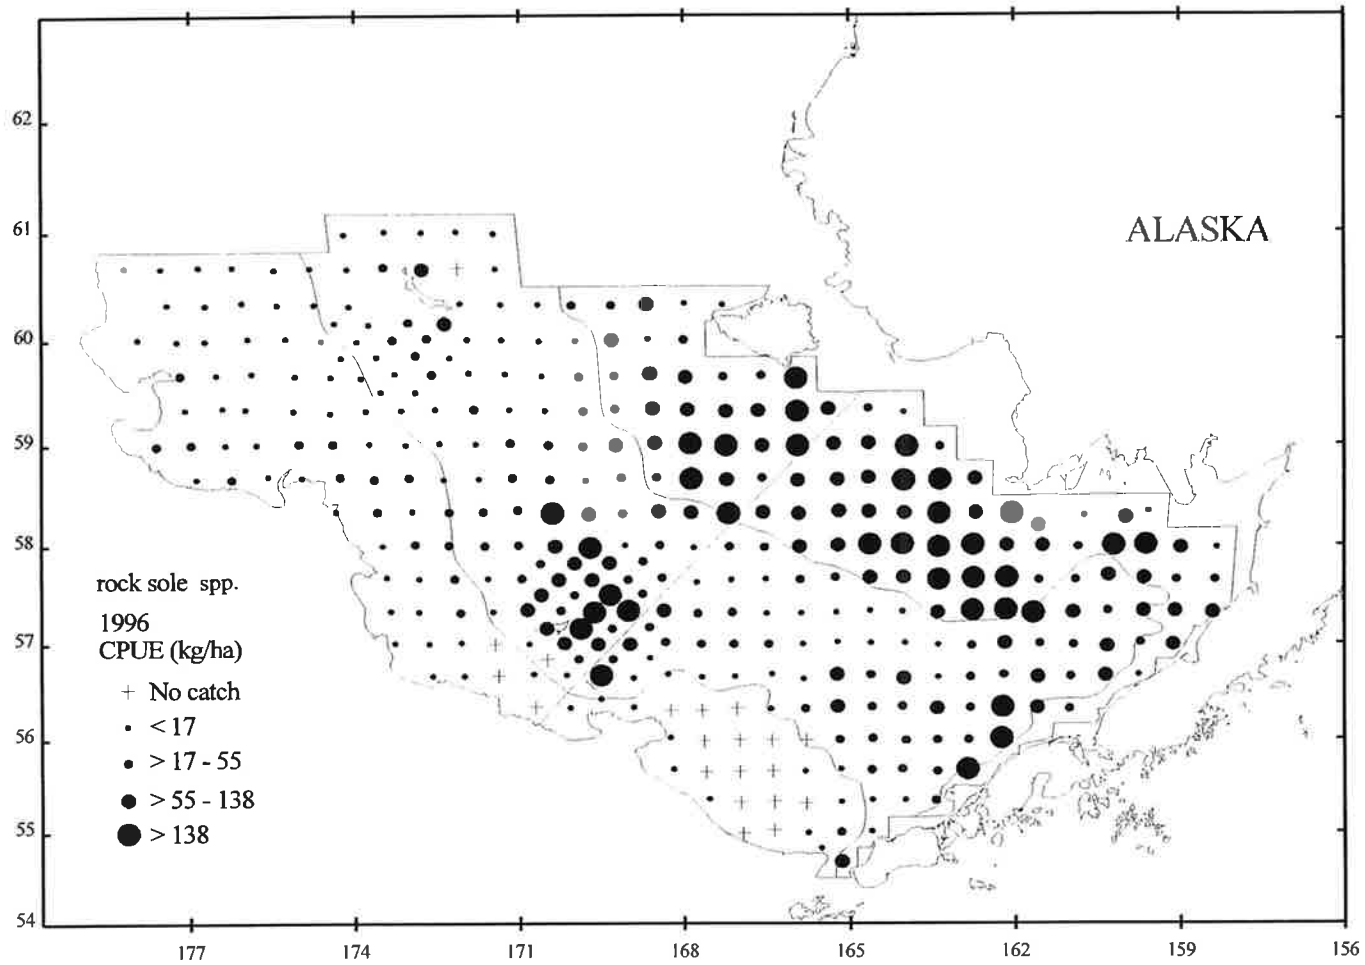 62
61
ALASKA
60
59
58
rock sole spp.
1996
57
CPUE (kg/ha)
+ No catch
< 17
56
> 17 - 55
> 55 - 138
55
> 138
54
177 174 171 168 165 162 159 156